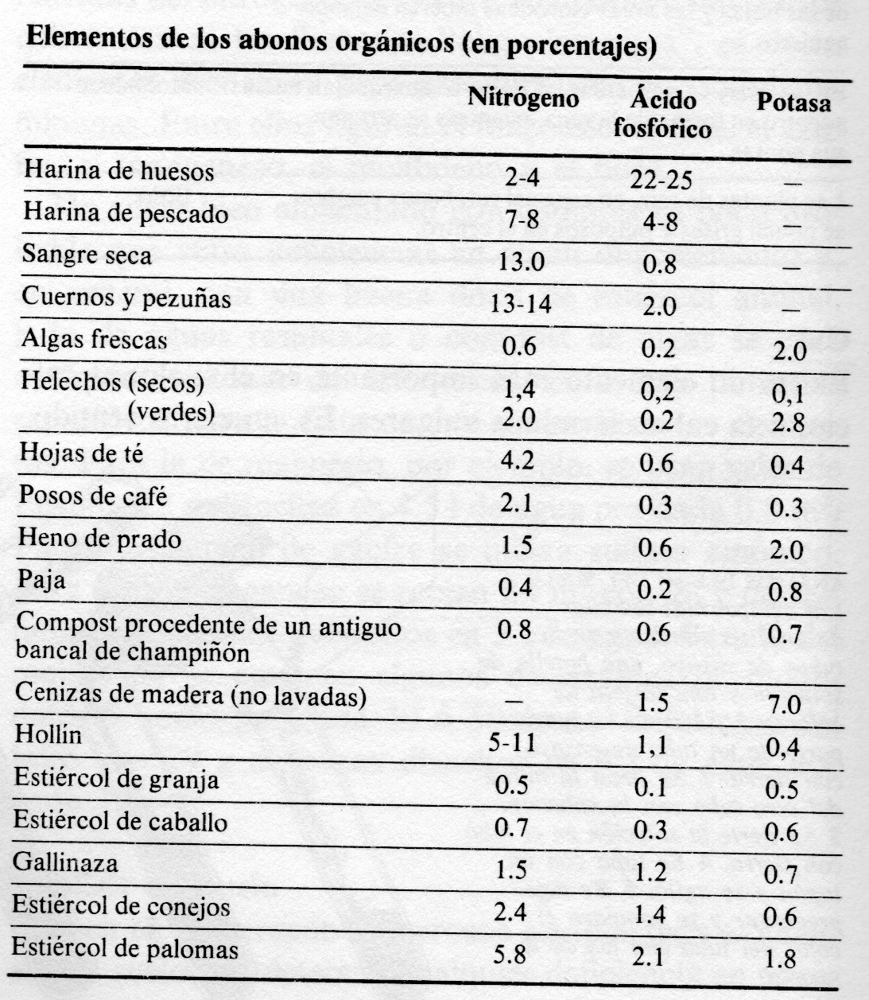 Elementos de los abonos orgánicos (en porcentajes)
Nitrógeno Ácido fosfórico Potasa
Harina de huesos 2-4 22-25 —
Harina de pescado 7-8 4-8 —
Sangre seca 13.0 0.8 —
Cuernos y pezuñas 13-14 2.0 —
Algas frescas 0.6 0.2 2.0
Helechos (secos) 1,4 0,2 0,1
(verdes) 2.0 0.2 2.8
Hojas de té 4.2 0.6 0.4
Posos de café 2.1 0.3 0.3
Heno de prado 1.5 0.6 2.0
Paja 0.4 0.2 0.8
Compost procedente de un antiguo 0.8 0.6 0.7
bancal de champiñón
Cenizas de madera (no lavadas) — 1.5 7.0
Hollín 5-11 1,1 0,4
Estiércol de granja 0.5 0.1 0.5
Estiércol de caballo 0.7 0.3 0.6
Gallinaza 1.5 1.2 0.7
Estiércol de conejos 2.4 1.4 0.6
Estiércol de palomas 5.8 2.1 1.8